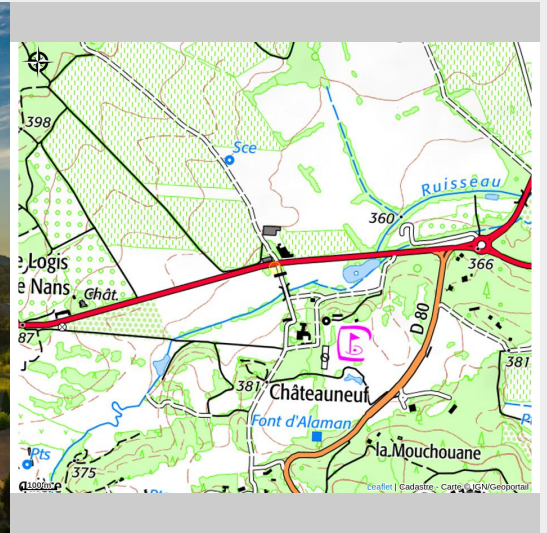 398
Sce
Ruisseau
360
Logis
366
Nans
Chât.
87
D 80
381
381
Châteauneuf
Font d'Alaman
la Mouchouane
Pts
375
100 m
Leaflet | Cadastre - Carte © IGN/Geoportail